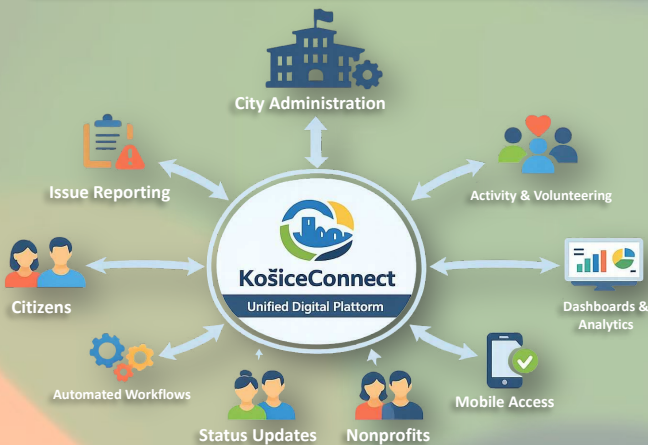 City Administration
Issue Reporting
Activity & Volunteering
KošiceConnect
Unified Digital Plattorm
Citizens
Dashboards &
Analytics
Automated Workflows
Mobile Access
Status Updates
Nonprofits